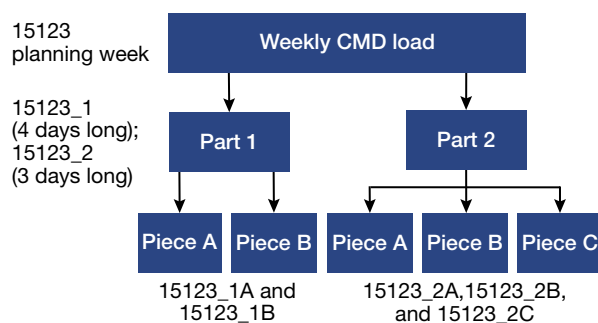 15123
planning week
Weekly CMD load
15123_1
(4 days long);
15123_2
(3 days long)
Part 1
Part 2
Piece A
Piece B
Piece A
Piece B
Piece C
15123_1A and
15123_1B
15123_2A,15123_2B,
and 15123_2C